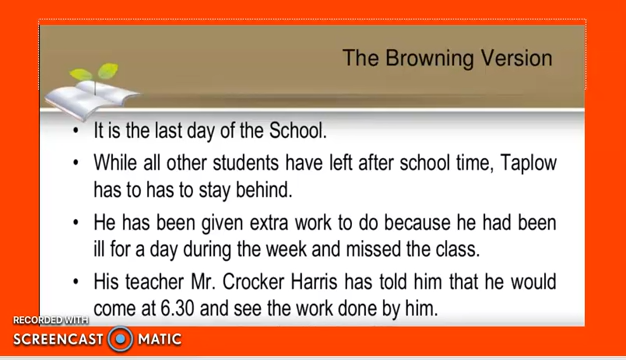 The Browning Version
• It is the last day of the School.
• While all other students have left after school time, Taplow
has to has to stay behind.
• He has been given extra work to do because he had been
ill for a day during the week and missed the class.
• His teacher Mr. Crocker Harris has told him that he would
come at 6.30 and see the work done by him.
RECORDED WITH
SCREENCAST MATIC